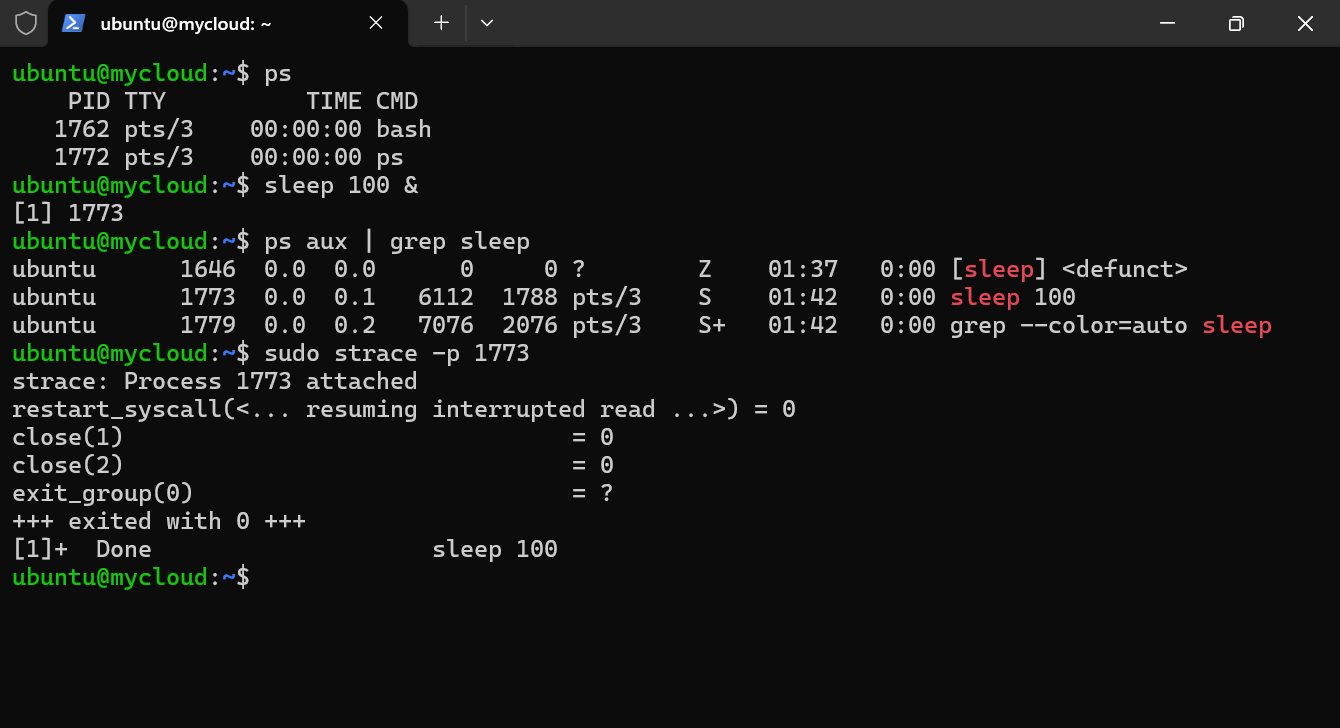 ubuntu@mycloud: ~
ubuntu@mycloud:~$ ps
    PID TTY          TIME CMD
   1762 pts/3    00:00:00 bash
   1772 pts/3    00:00:00 ps
ubuntu@mycloud:~$ sleep 100 &
[1] 1773
ubuntu@mycloud:~$ ps aux | grep sleep
ubuntu      1646  0.0  0.0      0     0 ?        Z    01:37   0:00 [sleep] <defunct>
ubuntu      1773  0.0  0.1   6112  1788 pts/3    S    01:42   0:00 sleep 100
ubuntu      1779  0.0  0.2   7076  2076 pts/3    S+   01:42   0:00 grep --color=auto sleep
ubuntu@mycloud:~$ sudo strace -p 1773
strace: Process 1773 attached
restart_syscall(<... resuming interrupted read ...>) = 0
close(1)                                = 0
close(2)                                = 0
exit_group(0)                           = ?
+++ exited with 0 +++
[1]+  Done                    sleep 100
ubuntu@mycloud:~$